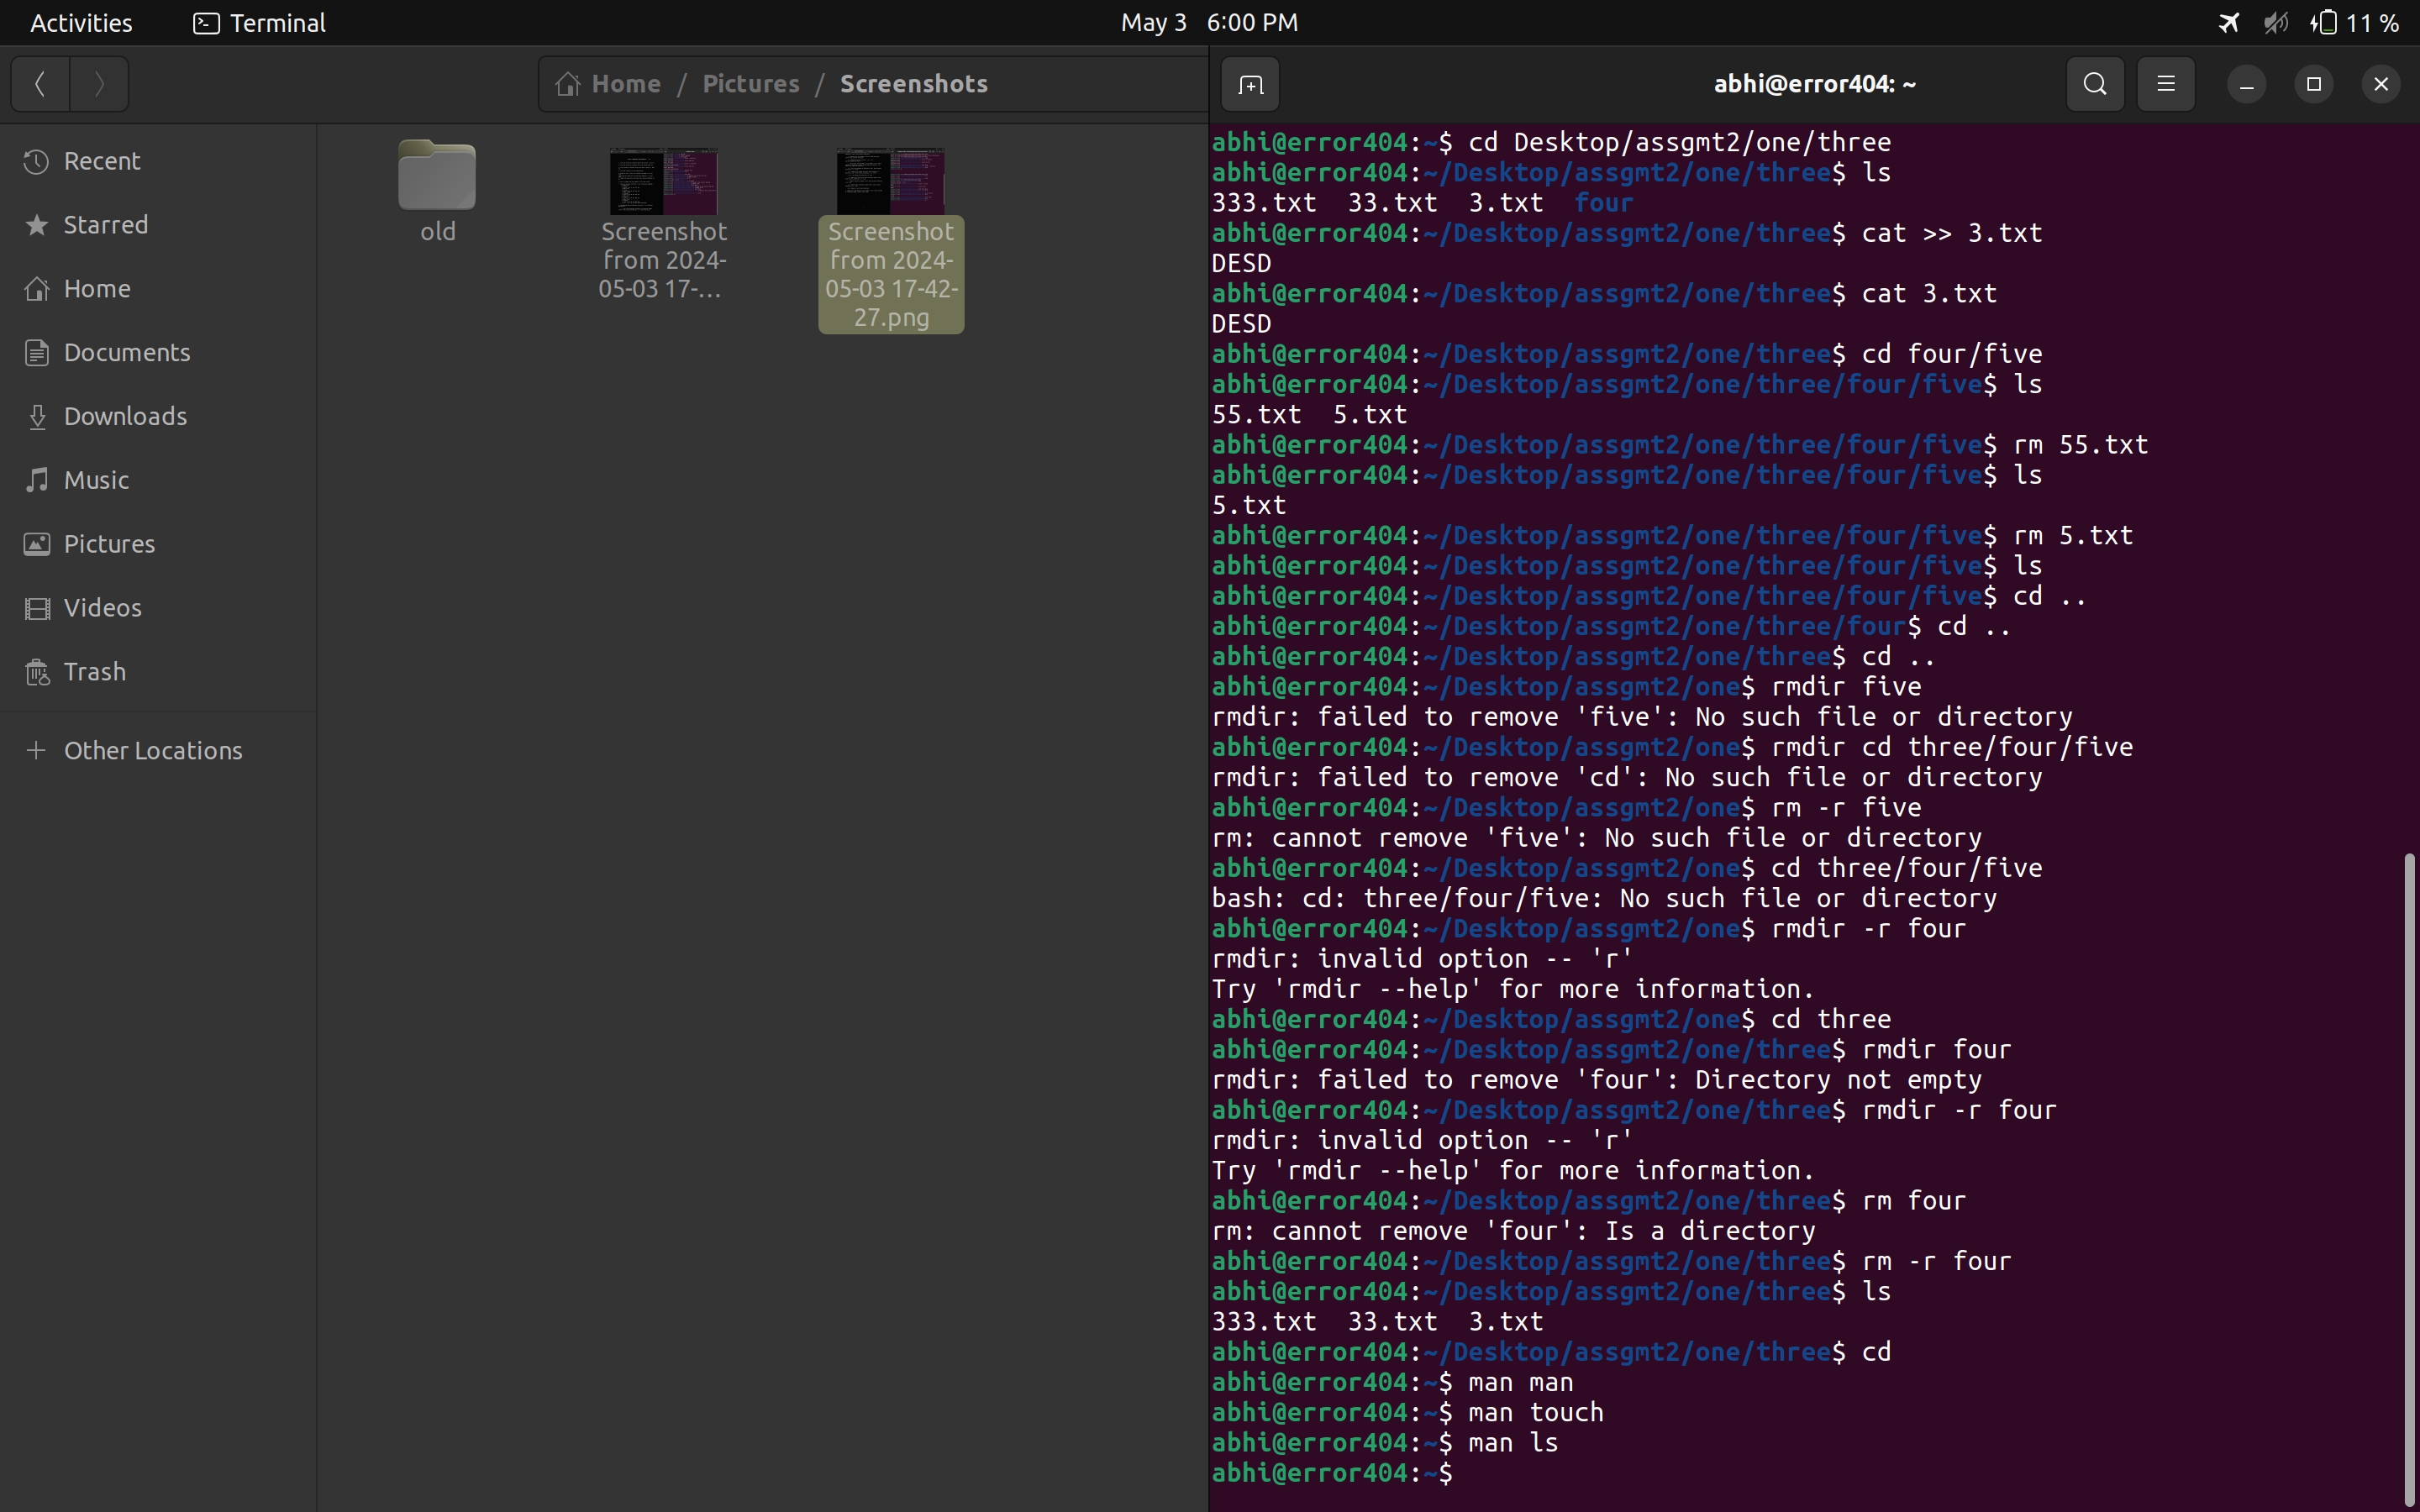 Activities
Terminal
May 3 6:00 PM
11 %
Home / Pictures / Screenshots
abhi@error404: ~
Recent
Starred
Home
Documents
Downloads
Music
Pictures
Videos
Trash
Other Locations
old
Screenshot
from 2024-
05-03 17-…
Screenshot
from 2024-
05-03 17-42-
27.png
abhi@error404:~$ cd Desktop/assgmt2/one/three
abhi@error404:~/Desktop/assgmt2/one/three$ ls
333.txt  33.txt  3.txt  four
abhi@error404:~/Desktop/assgmt2/one/three$ cat >> 3.txt
DESD
abhi@error404:~/Desktop/assgmt2/one/three$ cat 3.txt
DESD
abhi@error404:~/Desktop/assgmt2/one/three$ cd four/five
abhi@error404:~/Desktop/assgmt2/one/three/four/five$ ls
55.txt  5.txt
abhi@error404:~/Desktop/assgmt2/one/three/four/five$ rm 55.txt
abhi@error404:~/Desktop/assgmt2/one/three/four/five$ ls
5.txt
abhi@error404:~/Desktop/assgmt2/one/three/four/five$ rm 5.txt
abhi@error404:~/Desktop/assgmt2/one/three/four/five$ ls
abhi@error404:~/Desktop/assgmt2/one/three/four/five$ cd ..
abhi@error404:~/Desktop/assgmt2/one/three/four$ cd ..
abhi@error404:~/Desktop/assgmt2/one/three$ cd ..
abhi@error404:~/Desktop/assgmt2/one$ rmdir five
rmdir: failed to remove 'five': No such file or directory
abhi@error404:~/Desktop/assgmt2/one$ rmdir cd three/four/five
rmdir: failed to remove 'cd': No such file or directory
abhi@error404:~/Desktop/assgmt2/one$ rm -r five
rm: cannot remove 'five': No such file or directory
abhi@error404:~/Desktop/assgmt2/one$ cd three/four/five
bash: cd: three/four/five: No such file or directory
abhi@error404:~/Desktop/assgmt2/one$ rmdir -r four
rmdir: invalid option -- 'r'
Try 'rmdir --help' for more information.
abhi@error404:~/Desktop/assgmt2/one$ cd three
abhi@error404:~/Desktop/assgmt2/one/three$ rmdir four
rmdir: failed to remove 'four': Directory not empty
abhi@error404:~/Desktop/assgmt2/one/three$ rmdir -r four
rmdir: invalid option -- 'r'
Try 'rmdir --help' for more information.
abhi@error404:~/Desktop/assgmt2/one/three$ rm four
rm: cannot remove 'four': Is a directory
abhi@error404:~/Desktop/assgmt2/one/three$ rm -r four
abhi@error404:~/Desktop/assgmt2/one/three$ ls
333.txt  33.txt  3.txt
abhi@error404:~/Desktop/assgmt2/one/three$ cd
abhi@error404:~$ man man
abhi@error404:~$ man touch
abhi@error404:~$ man ls
abhi@error404:~$